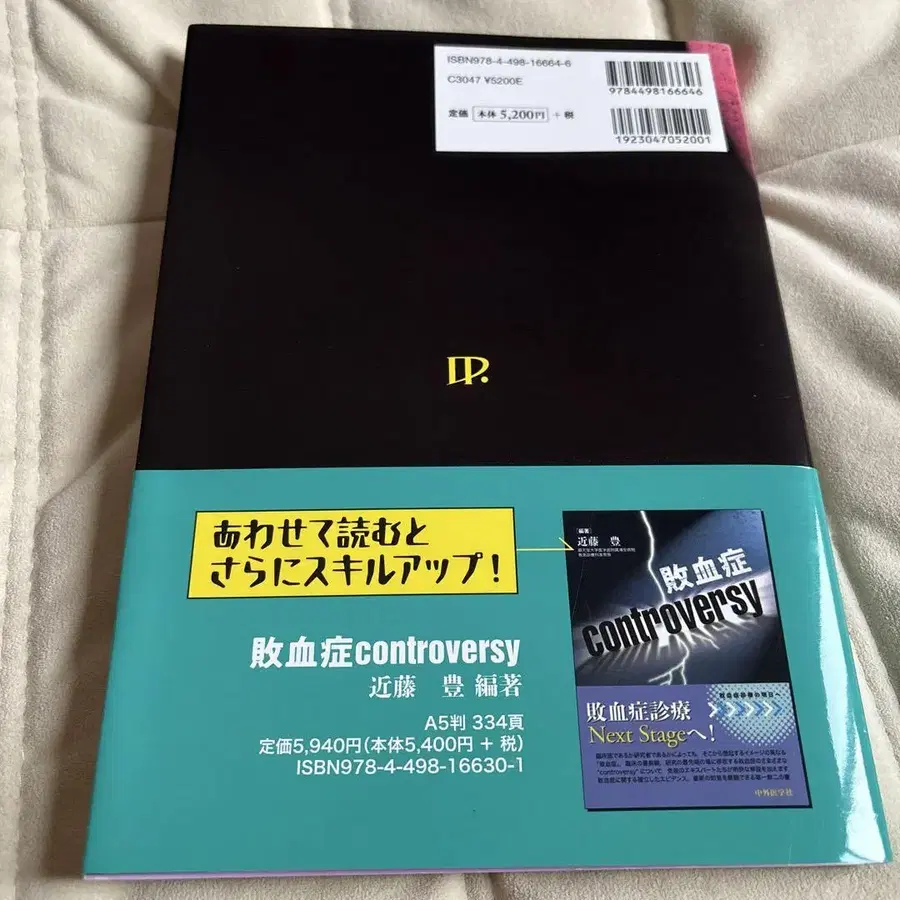 ISBN978-4-498-16664-6
C3047 ¥5200E
定価 本体 5,200円 + 税
9784498166646
1923047052001
あわせて読むと
さらにスキルアップ!
敗血症controversy
近藤 豊 編著
A5判 334頁
定価5,940円(本体5,400円 + 税)
ISBN978-4-498-16630-1
[編著]
近藤 豊
敗血症
controversy
敗血症診療
Next Stageへ!
中外医学社